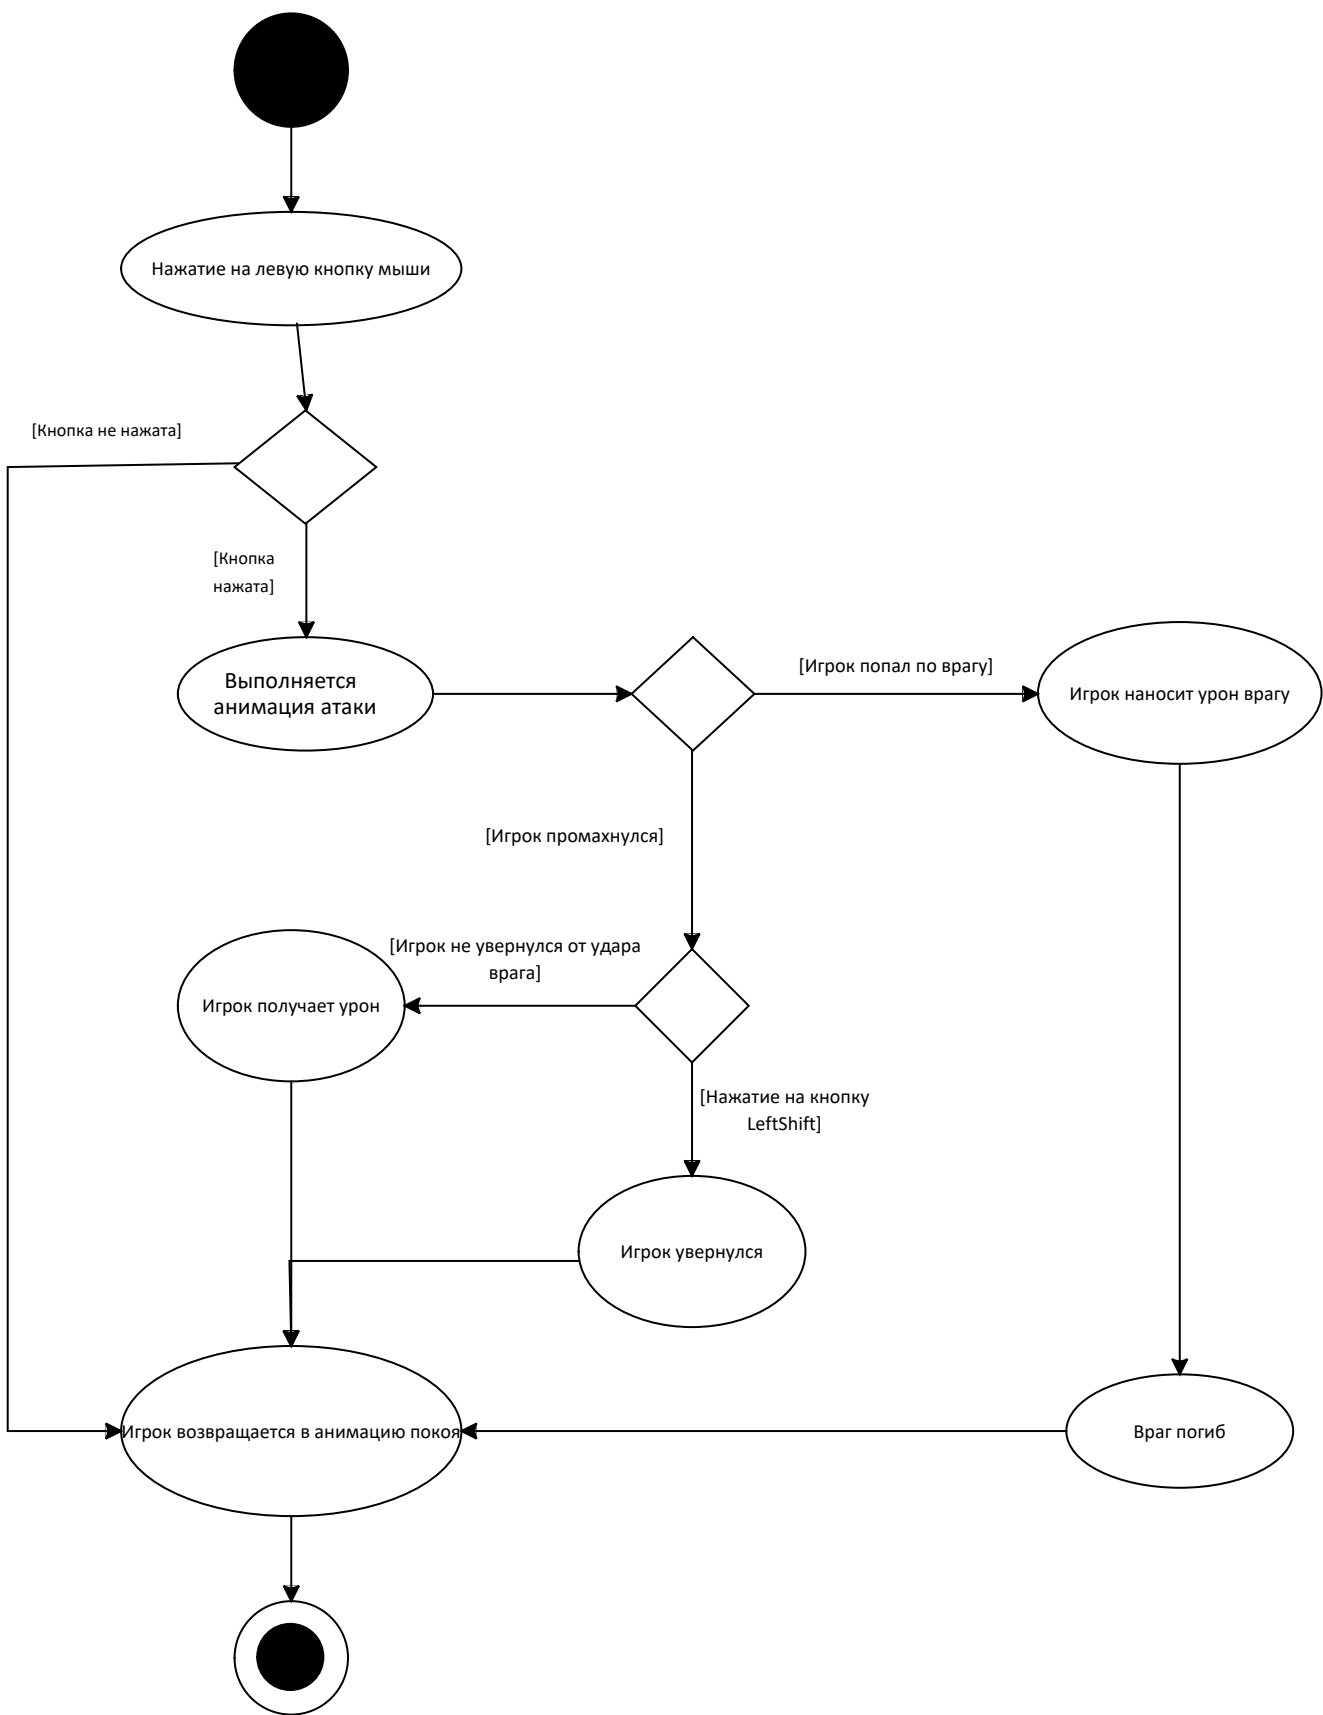 Нажатие на левую кнопку мыши
[Кнопка не нажата]
[Кнопка
нажата]
Выполняется
анимация атаки
[Игрок попал по врагу]
Игрок наносит урон врагу
[Игрок промахнулся]
[Игрок не увернулся от удара
врага]
Игрок получает урон
[Нажатие на кнопку
LeftShift]
Игрок увернулся
Игрок возвращается в анимацию покоя
Враг погиб